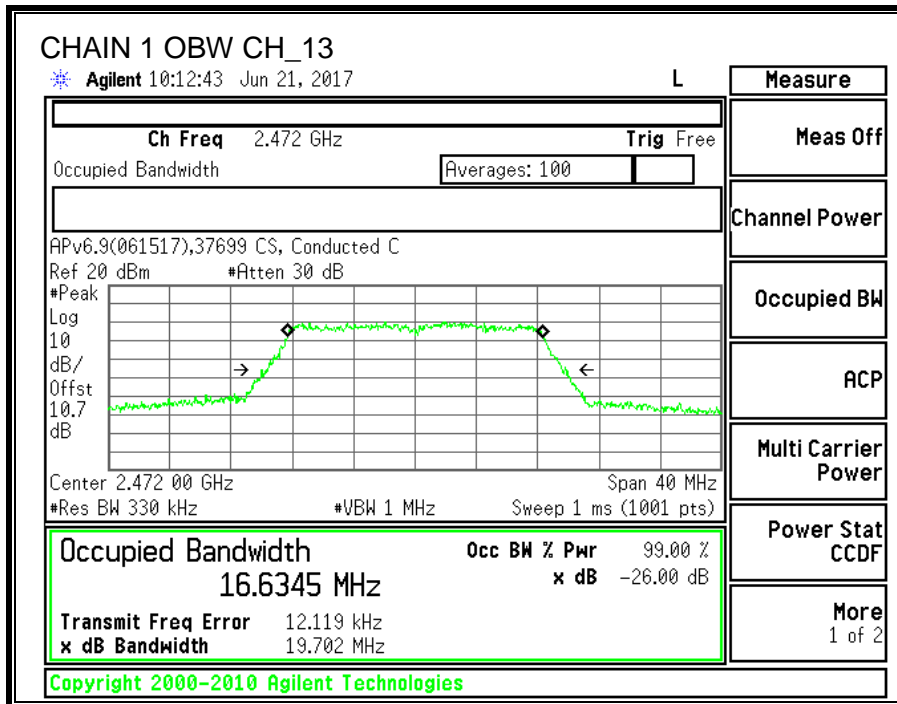 CHAIN 1 OBW CH_13
Agilent 10:12:43 Jun 21, 2017 L
Measure
Ch Freq 2.472 GHz Trig Free
Meas Off
Occupied Bandwidth Averages: 100
Channel Power
APv6.9(061517),37699 CS, Conducted C
Ref 20 dBm #Atten 30 dB
#Peak
Log
10
dB/
Offst
10.7
dB
Occupied BW
ACP
Center 2.472 00 GHz Span 40 MHz
#Res BW 330 kHz #VBW 1 MHz Sweep 1 ms (1001 pts)
Multi Carrier
Power
Occupied Bandwidth Occ BW % Pwr 99.00 %
16.6345 MHz x dB -26.00 dB
Power Stat
CCDF
Transmit Freq Error 12.119 kHz
x dB Bandwidth 19.702 MHz
More
1 of 2
Copyright 2000-2010 Agilent Technologies